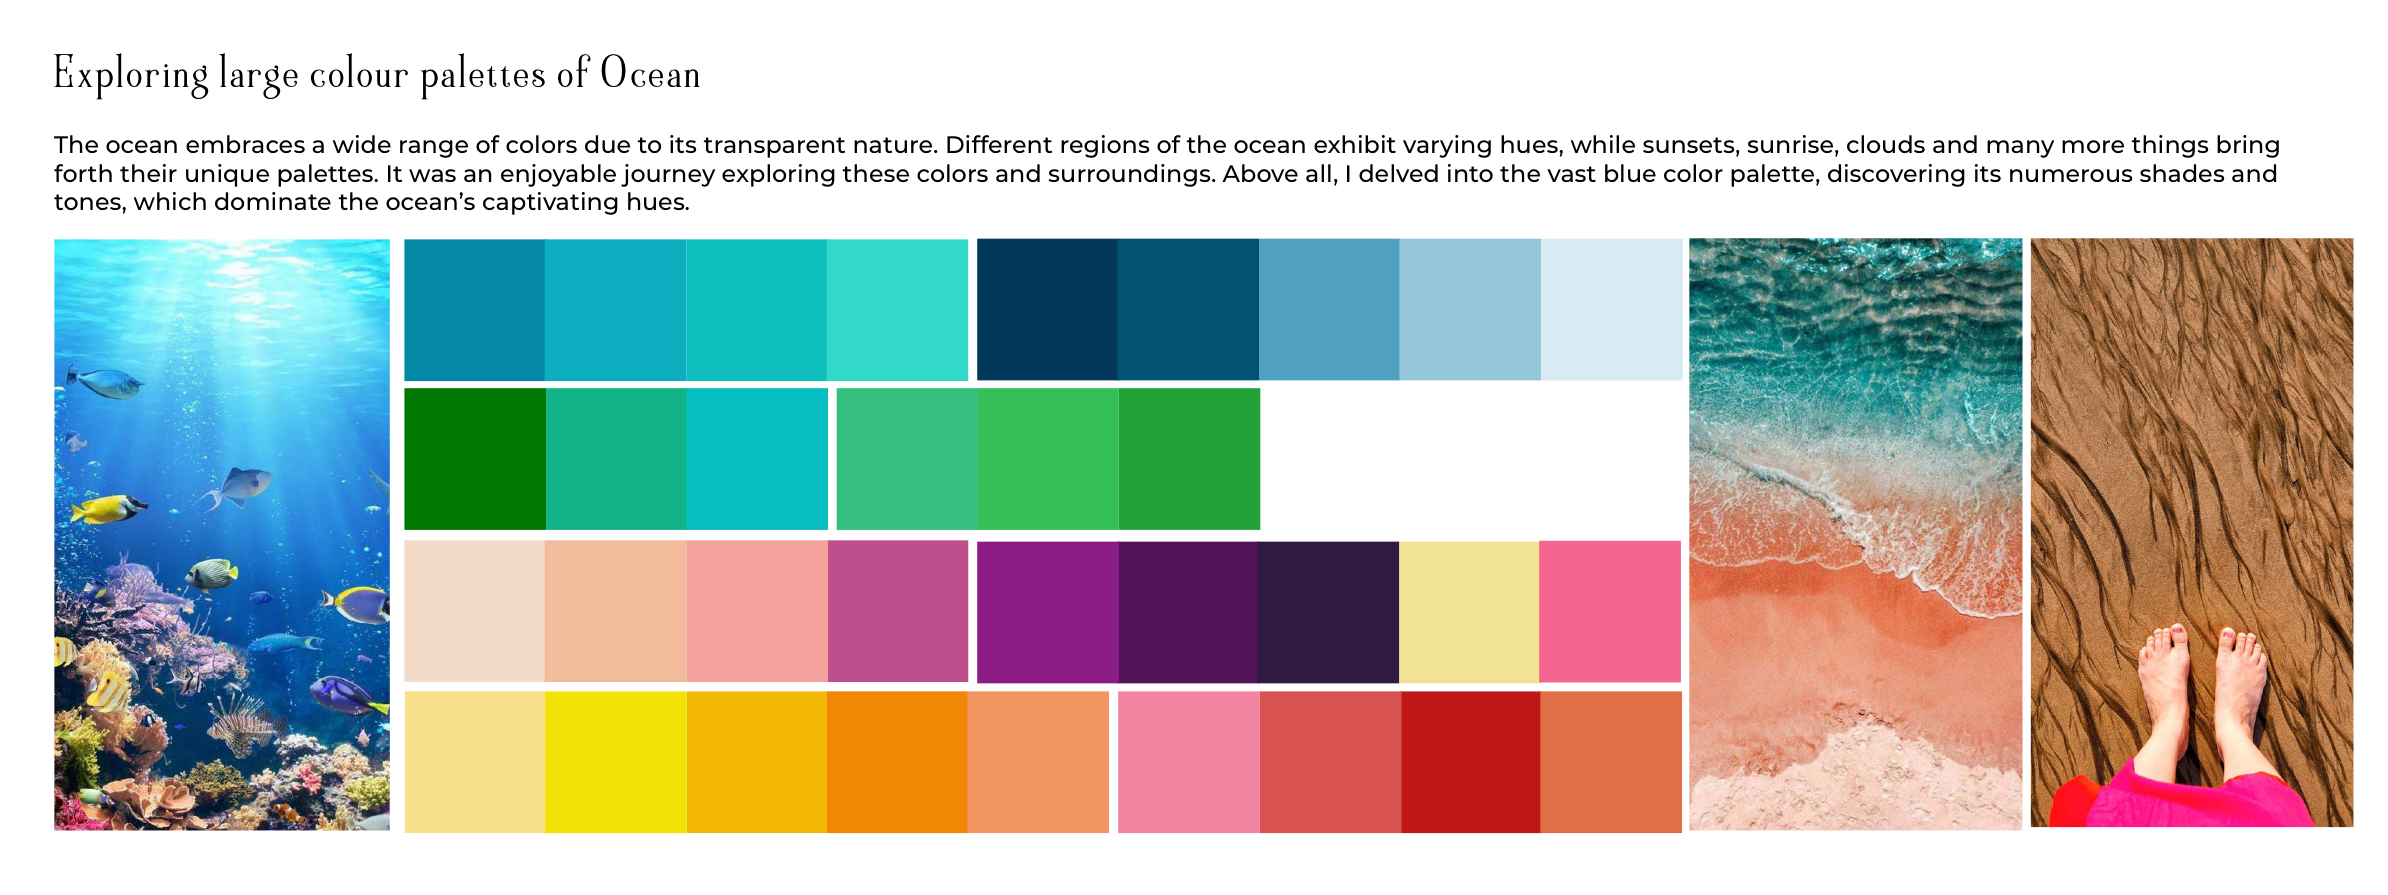 Exploring large colour palettes of Ocean
The ocean embraces a wide range of colors due to its transparent nature. Different regions of the ocean exhibit varying hues, while sunsets, sunrise, clouds and many more things bring
forth their unique palettes. It was an enjoyable journey exploring these colors and surroundings. Above all, I delved into the vast blue color palette, discovering its numerous shades and
tones, which dominate the ocean’s captivating hues.